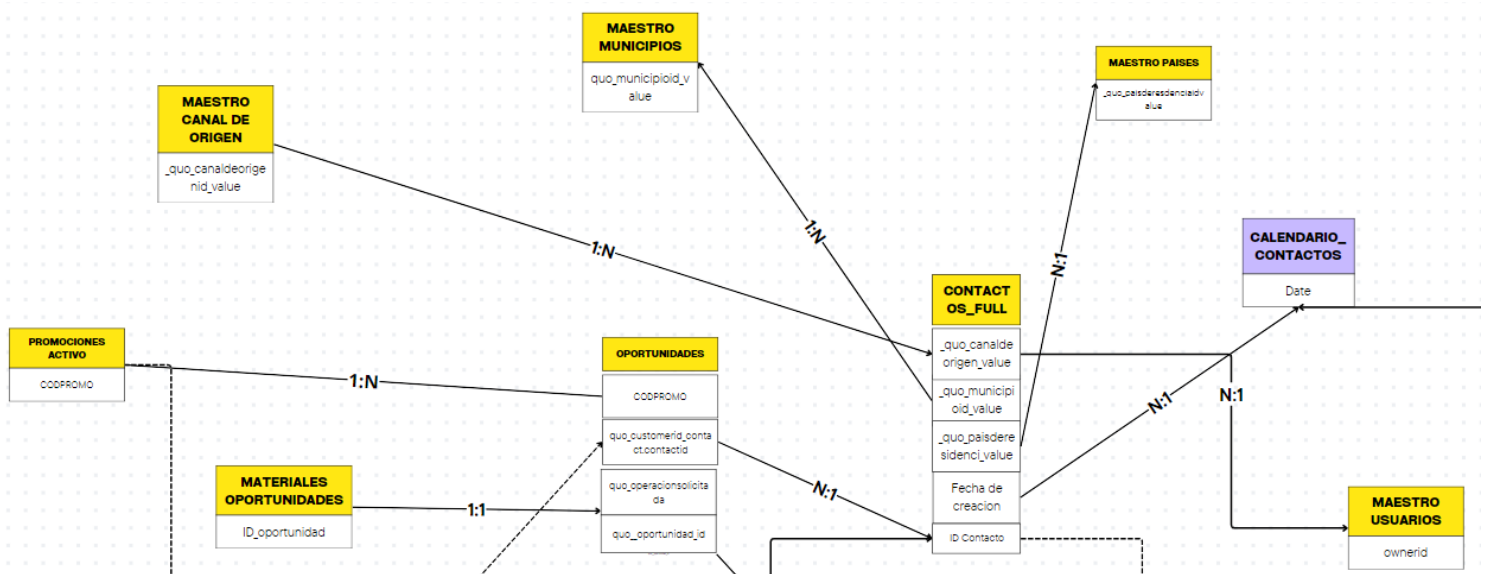 MAESTRO
MUNICIPIOS
quo_municipioid_v
alue
MAESTRO PAISES
_quo_paisderesdenciaidv
alue
MAESTRO
CANAL DE
ORIGEN
_quo_canaldeorige
nid_value
1:N
1:N
N:1
CALENDARIO_
CONTACTOS
Date
CONTACT
OS_FULL
_quo_canalde
origen_value
_quo_municipi
oid_value
_quo_paisdere
sidenci_value
Fecha de
creacion
ID Contacto
N:1
N:1
PROMOCIONES
ACTIVO
CODPROMO
1:N
OPORTUNIDADES
CODPROMO
quo_customerid_conta
ct.contactid
quo_operacionsolicita
da
quo_oportunidad_id
N:1
MATERIALES
OPORTUNIDADES
ID_oportunidad
1:1
MAESTRO
USUARIOS
ownerid